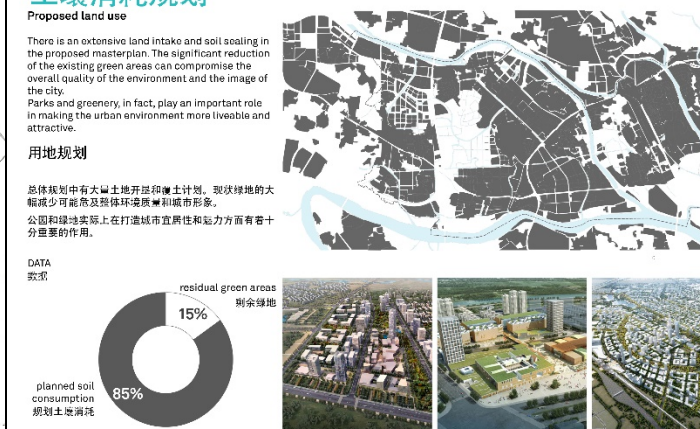 土壤消耗规划
Proposed land use
There is an extensive land intake and soil sealing in
the proposed masterplan. The significant reduction
of the existing green areas can compromise the
overall quality of the environment and the image of
the city.
Parks and greenery, in fact, play an important role
in making the urban environment more liveable and
attractive.
用地规划
总体规划中有大量土地开垦和覆土计划。现状绿地的大
幅减少可能危及整体环境质量和城市形象。
公园和绿地实际上在打造城市宜居性和魅力方面有着十
分重要的作用。
DATA
数据
residual green areas
剩余绿地
15%
85%
planned soil
consumption
规划土壤消耗